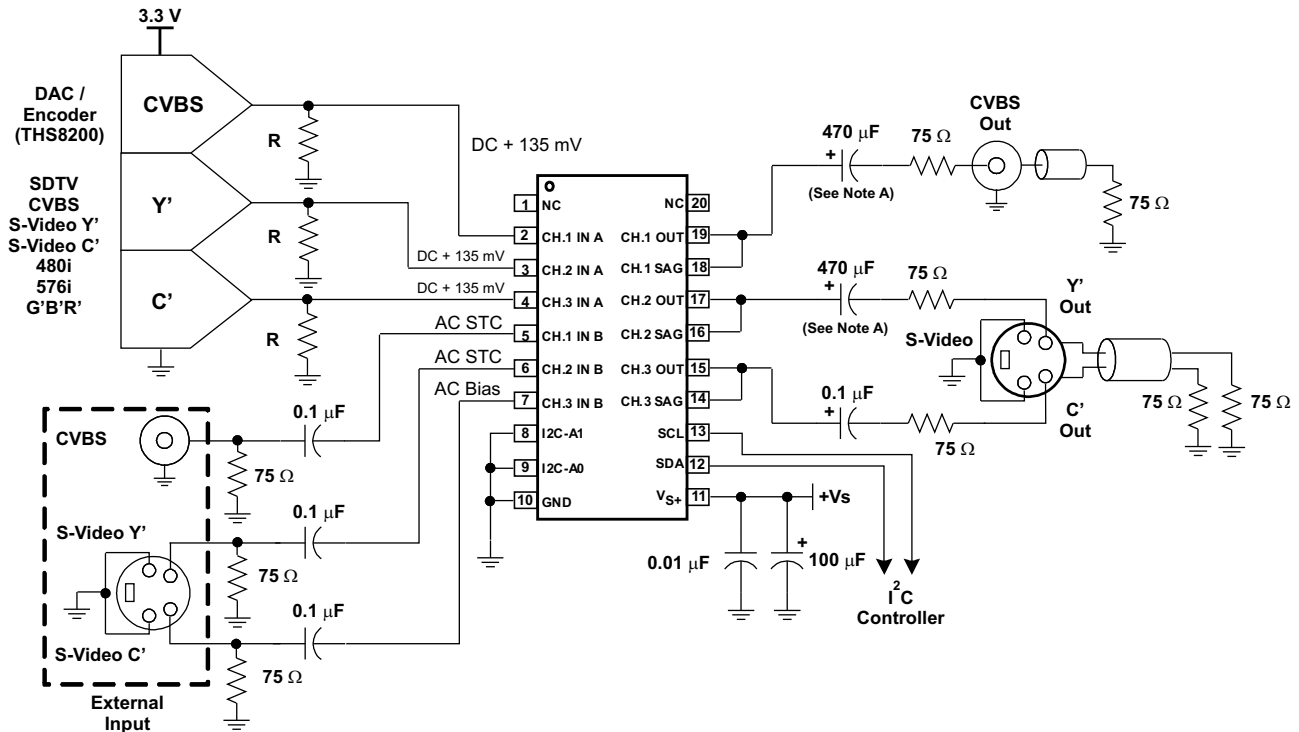 3.3 V
DAC /
Encoder
(THS8200)
SDTV
CVBS
S-Video Y'
S-Video C'
480i
576i
G'B'R'
CVBS
Y'
C'
R
R
R
DC + 135 mV
DC + 135 mV
DC + 135 mV
AC STC
AC STC
AC Bias
CVBS
S-Video Y'
S-Video C'
External
Input
75 Ω
75 Ω
75 Ω
0.1 µF
0.1 µF
0.1 µF
1 NC
2 CH.1 IN A
3 CH.2 IN A
4 CH.3 IN A
5 CH.1 IN B
6 CH.2 IN B
7 CH.3 IN B
8 I2C-A1
9 I2C-A0
10 GND
NC 20
CH.1 OUT 19
CH.1 SAG 18
CH.2 OUT 17
CH.2 SAG 16
CH.3 OUT 15
CH.3 SAG 14
SCL 13
SDA 12
VS+ 11
470 µF
+
(See Note A)
75 Ω
CVBS
Out
75 Ω
470 µF
+
(See Note A)
75 Ω
Y'
Out
S-Video
0.1 µF
+
75 Ω
C'
Out
75 Ω
75 Ω
+Vs
0.01 µF
+
100 µF
I2C
Controller